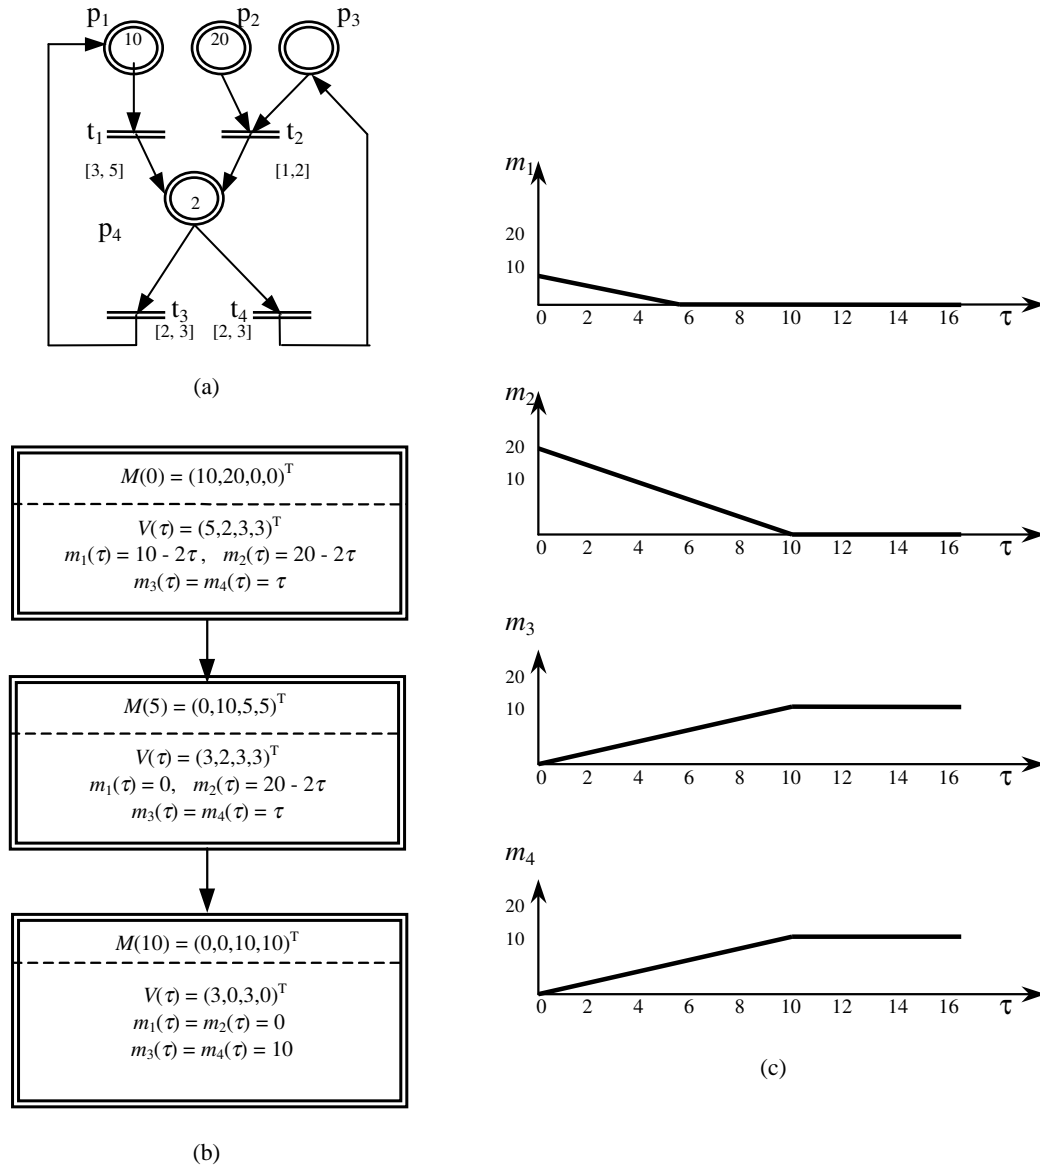 p1 p2 p3
10 20
t1 t2
[3, 5] [1,2]
2
p4
t3 t4
[2, 3] [2, 3]
(a)
M(0) = (10,20,0,0)ᵀ
V(τ) = (5,2,3,3)ᵀ
m1(τ) = 10 - 2τ , m2(τ) = 20 - 2τ
m3(τ) = m4(τ) = τ
M(5) = (0,10,5,5)ᵀ
V(τ) = (3,2,3,3)ᵀ
m1(τ) = 0, m2(τ) = 20 - 2τ
m3(τ) = m4(τ) = τ
M(10) = (0,0,10,10)ᵀ
V(τ) = (3,0,3,0)ᵀ
m1(τ) = m2(τ) = 0
m3(τ) = m4(τ) = 10
(b)
m1
20
10
0 2 4 6 8 10 12 14 16 τ
m2
20
10
0 2 4 6 8 10 12 14 16 τ
m3
20
10
0 2 4 6 8 10 12 14 16 τ
m4
20
10
0 2 4 6 8 10 12 14 16 τ
(c)